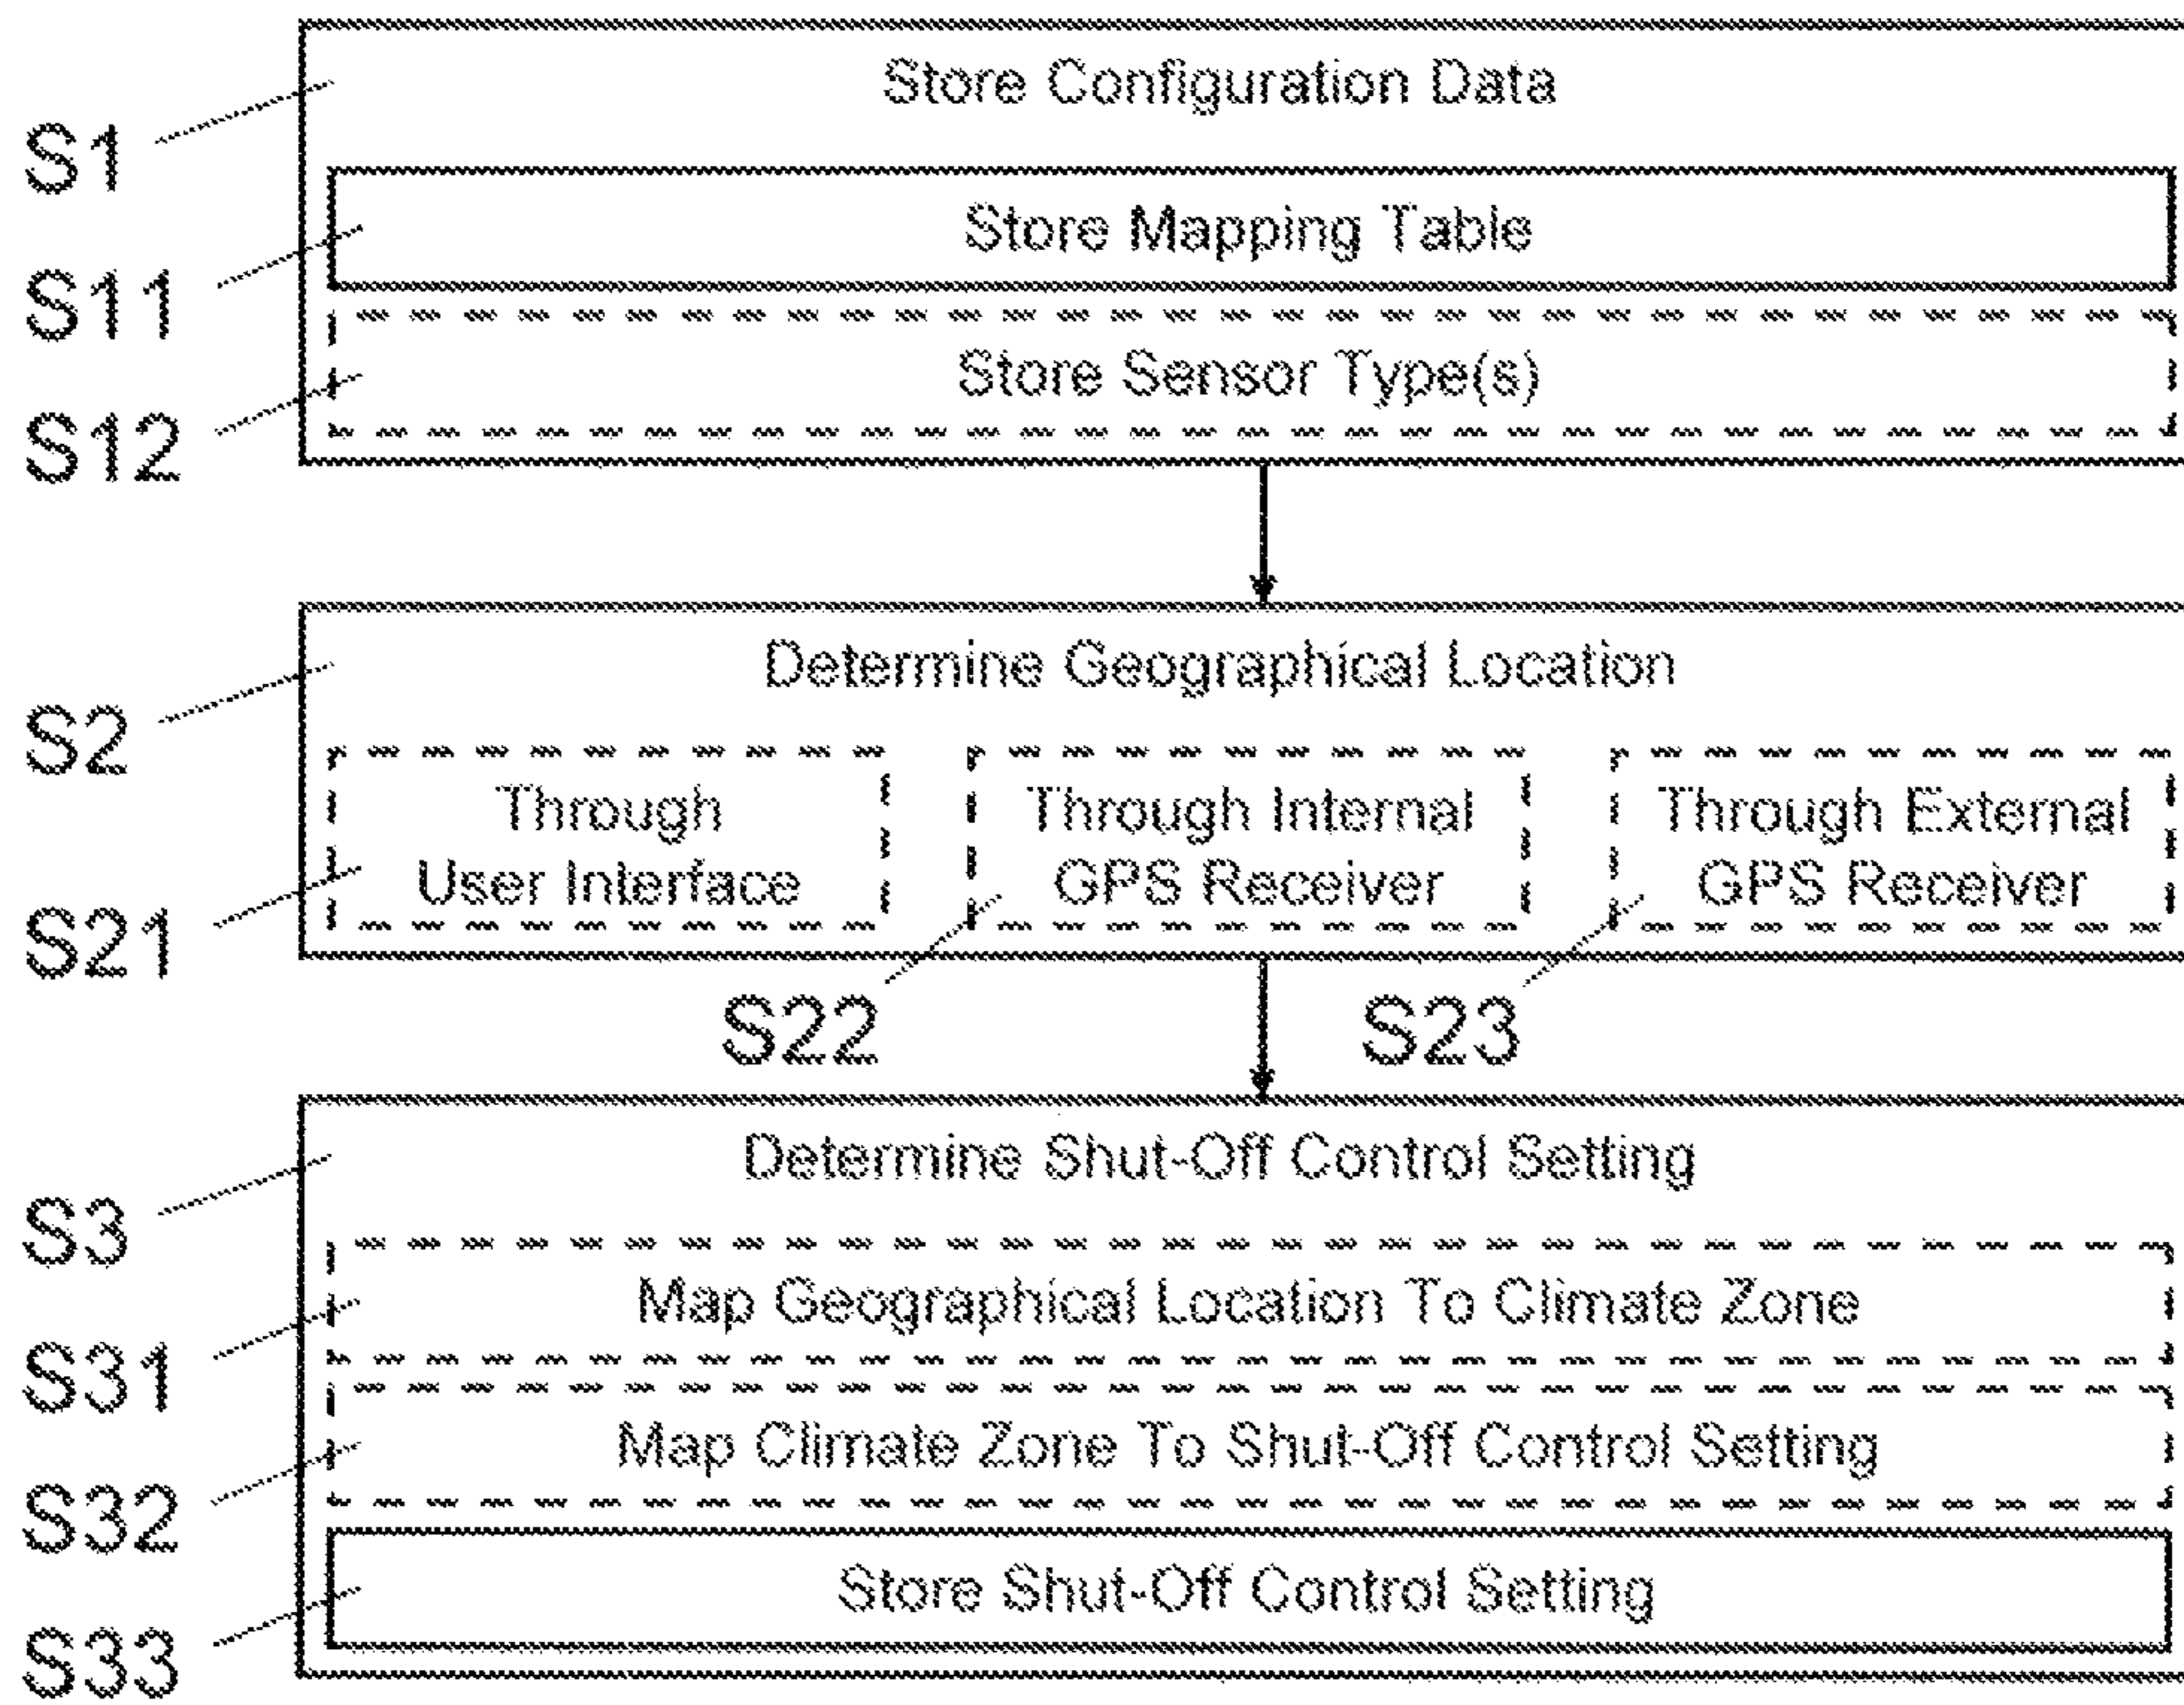 Store Configuration Data
S1
Store Mapping Table
S11
Store Sensor Type(s)
S12
Determine Geographical Location
S2
Through
User Interface
S21
Through Internal
GPS Receiver
S22
Through External
GPS Receiver
S23
Determine Shut-Off Control Setting
S3
Map Geographical Location To Climate Zone
S31
Map Climate Zone To Shut-Off Control Setting
S32
Store Shut-Off Control Setting
S33